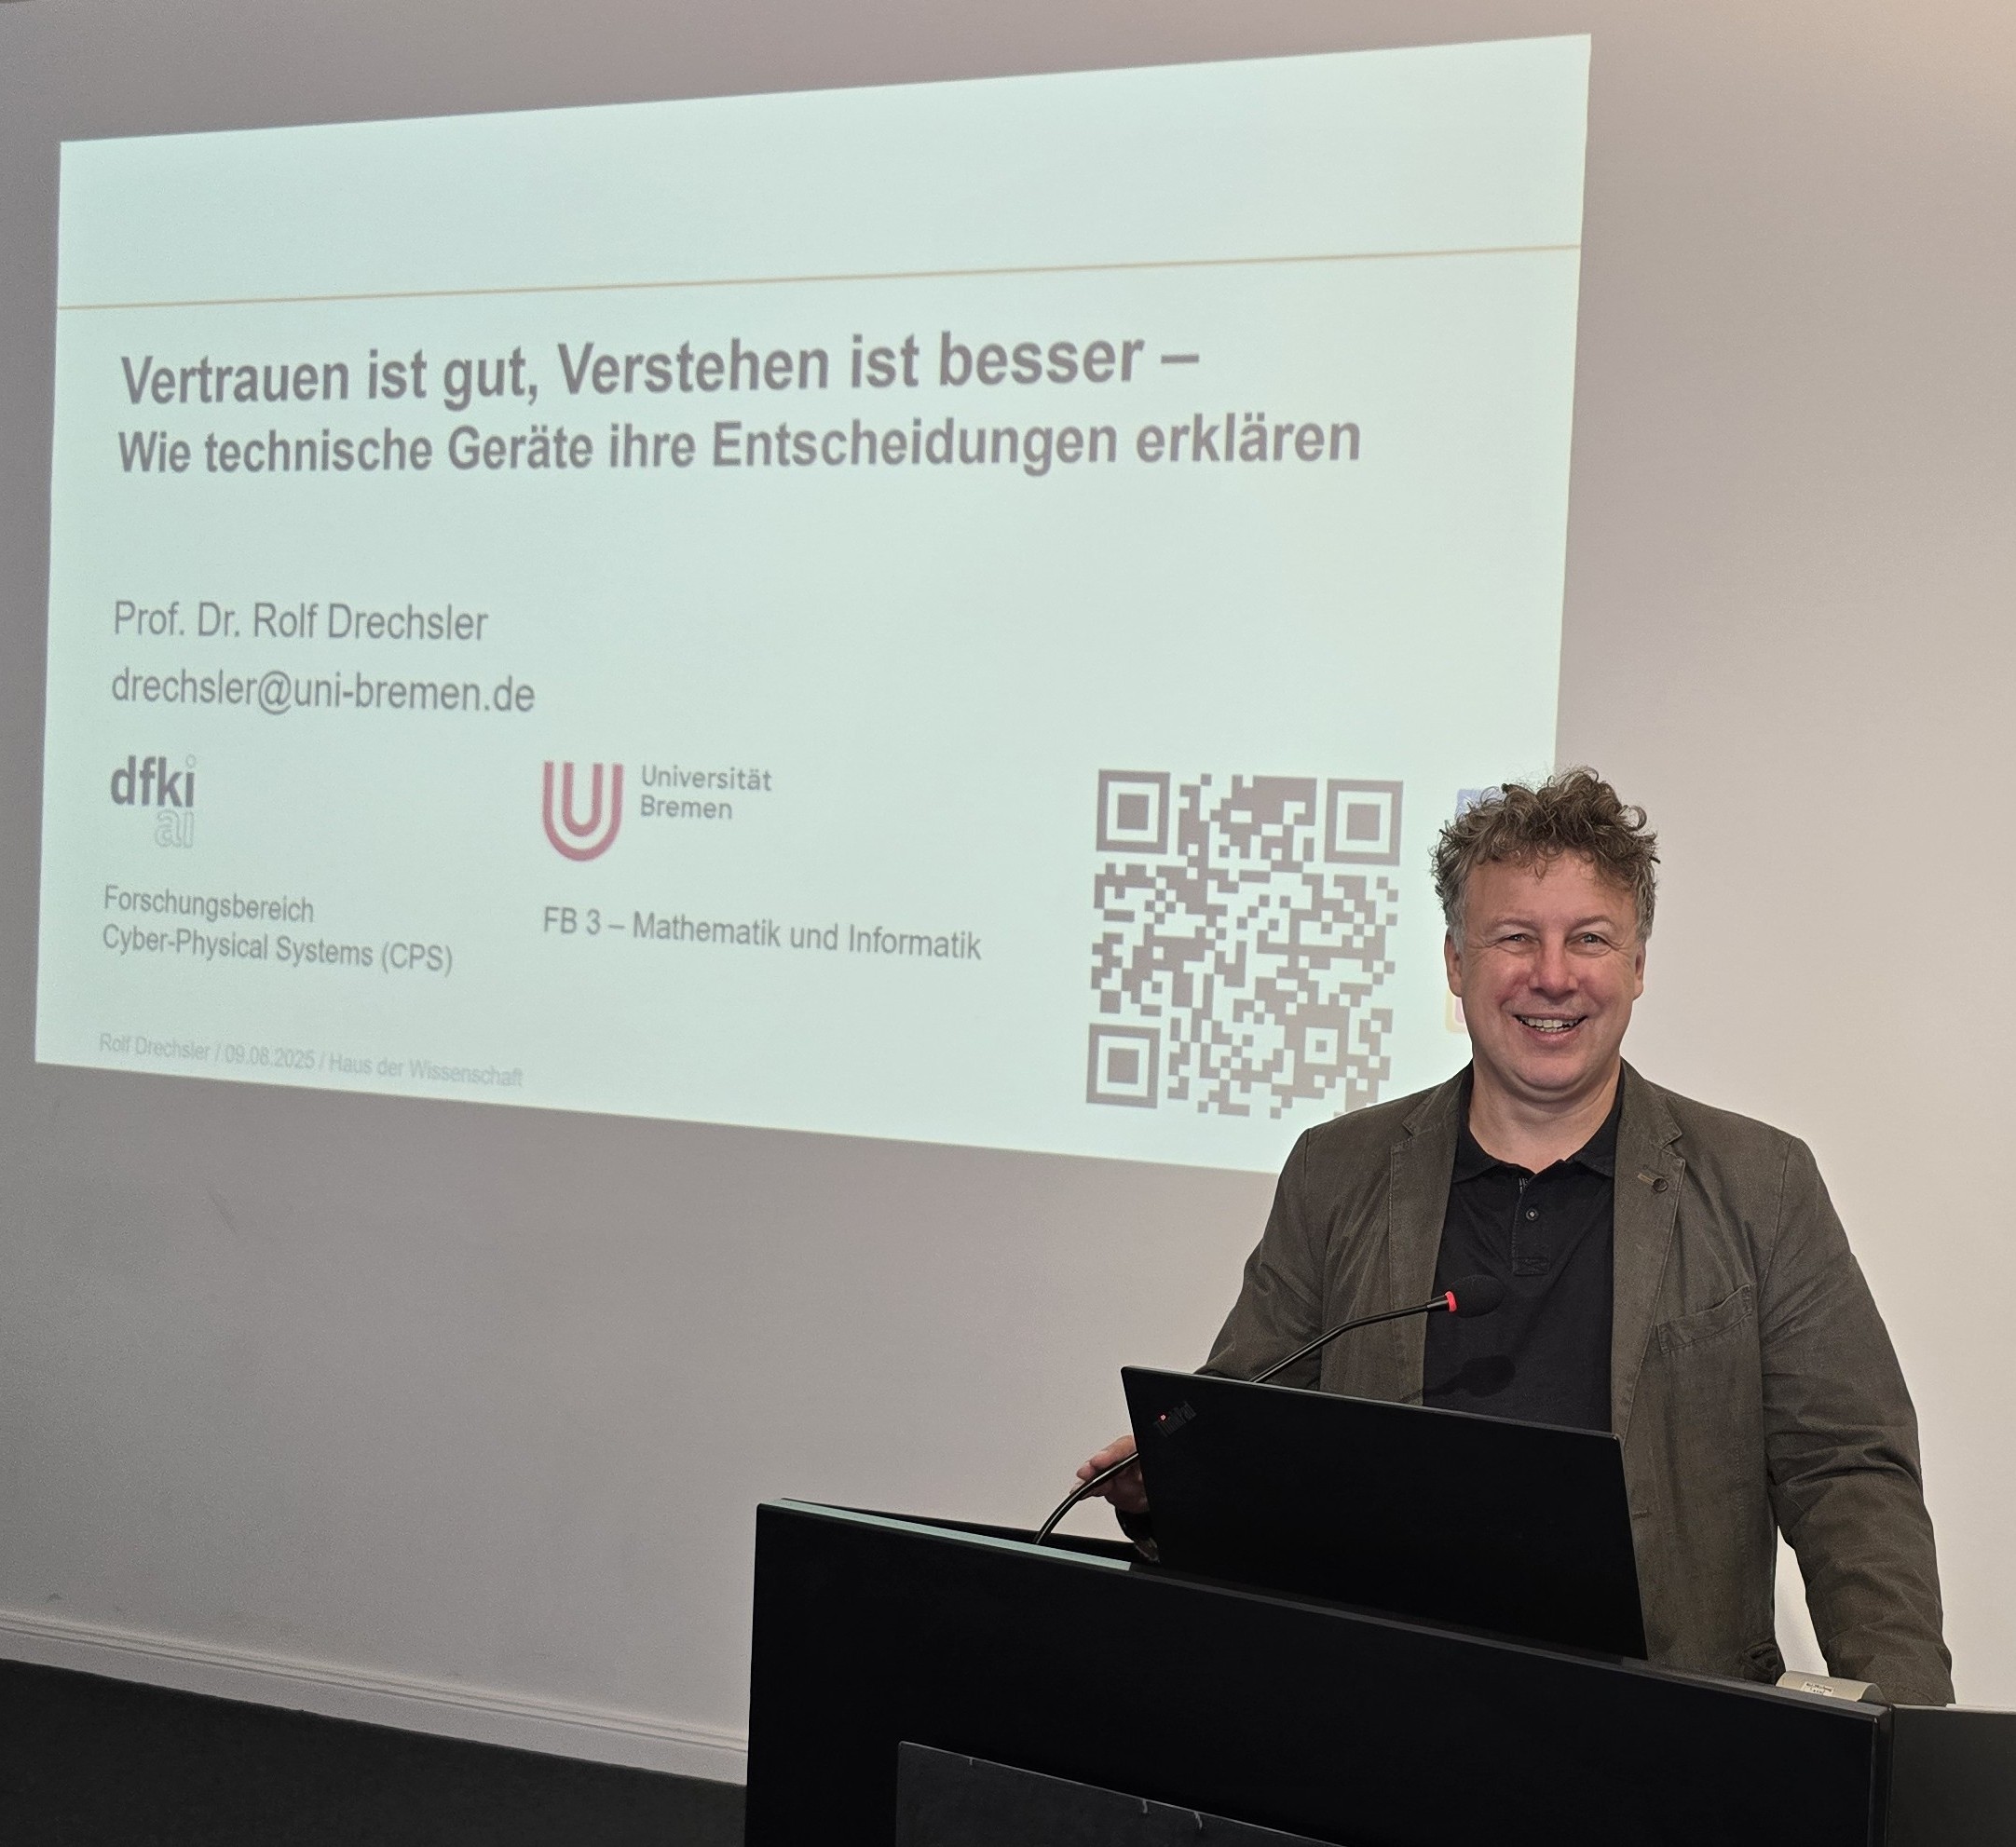 Vertrauen ist gut, Verstehen ist besser –
Wie technische Geräte ihre Entscheidungen erklären
Prof. Dr. Rolf Drechsler
drechsler@uni-bremen.de
dfki
ai
Universität
Bremen
Forschungsbereich
Cyber-Physical Systems (CPS)
FB 3 – Mathematik und Informatik
Rolf Drechsler / 09.08.2025 / Haus der Wissenschaft
ThinkPad